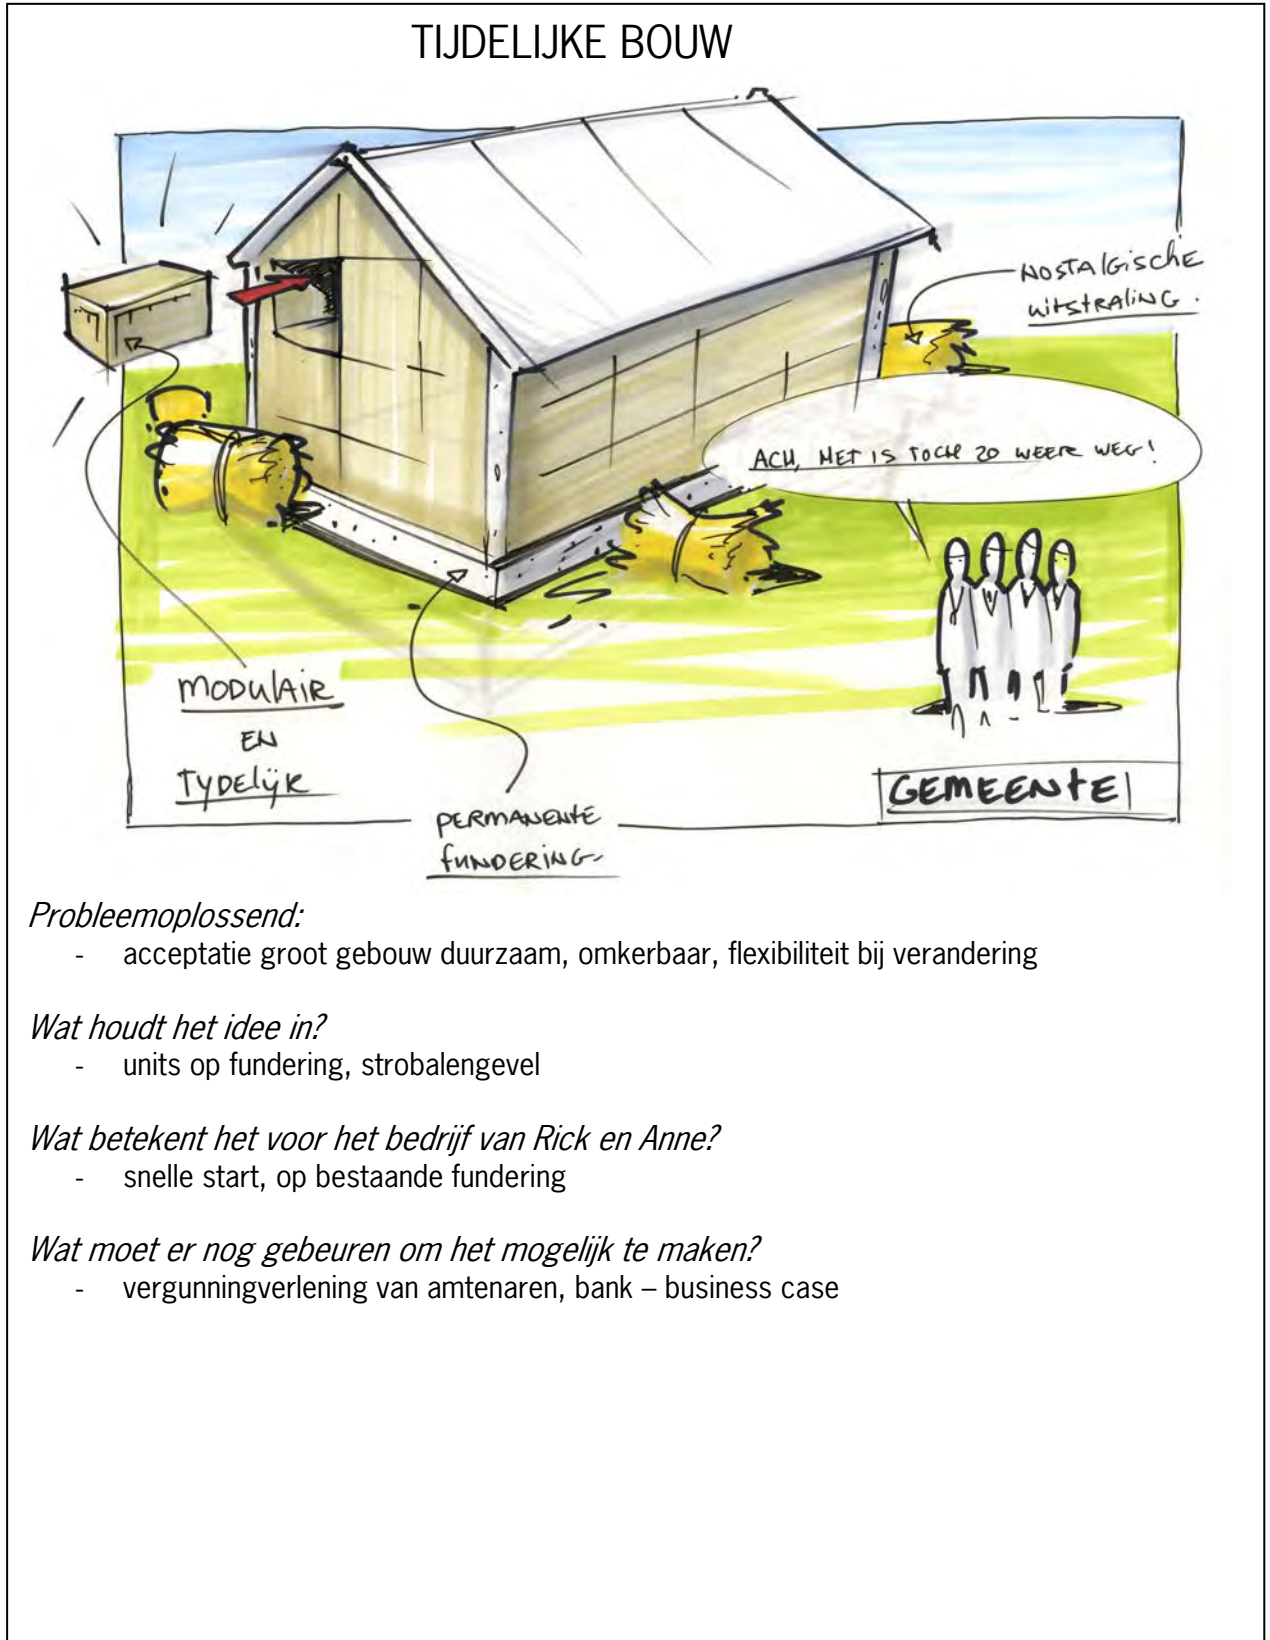 TIJDELIJKE BOUW
NOSTALGISCHE
UITSTRALING.
ACH, HET IS TOCH ZO WEER WEG!
MODULAIR
EN
TYDELIJK
PERMANENTE
FUNDERING
GEMEENTE
Probleemoplossend:
- acceptatie groot gebouw duurzaam, omkerbaar, flexibiliteit bij verandering
Wat houdt het idee in?
- units op fundering, strobalengevel
Wat betekent het voor het bedrijf van Rick en Anne?
- snelle start, op bestaande fundering
Wat moet er nog gebeuren om het mogelijk te maken?
- vergunningverlening van amtenaren, bank – business case